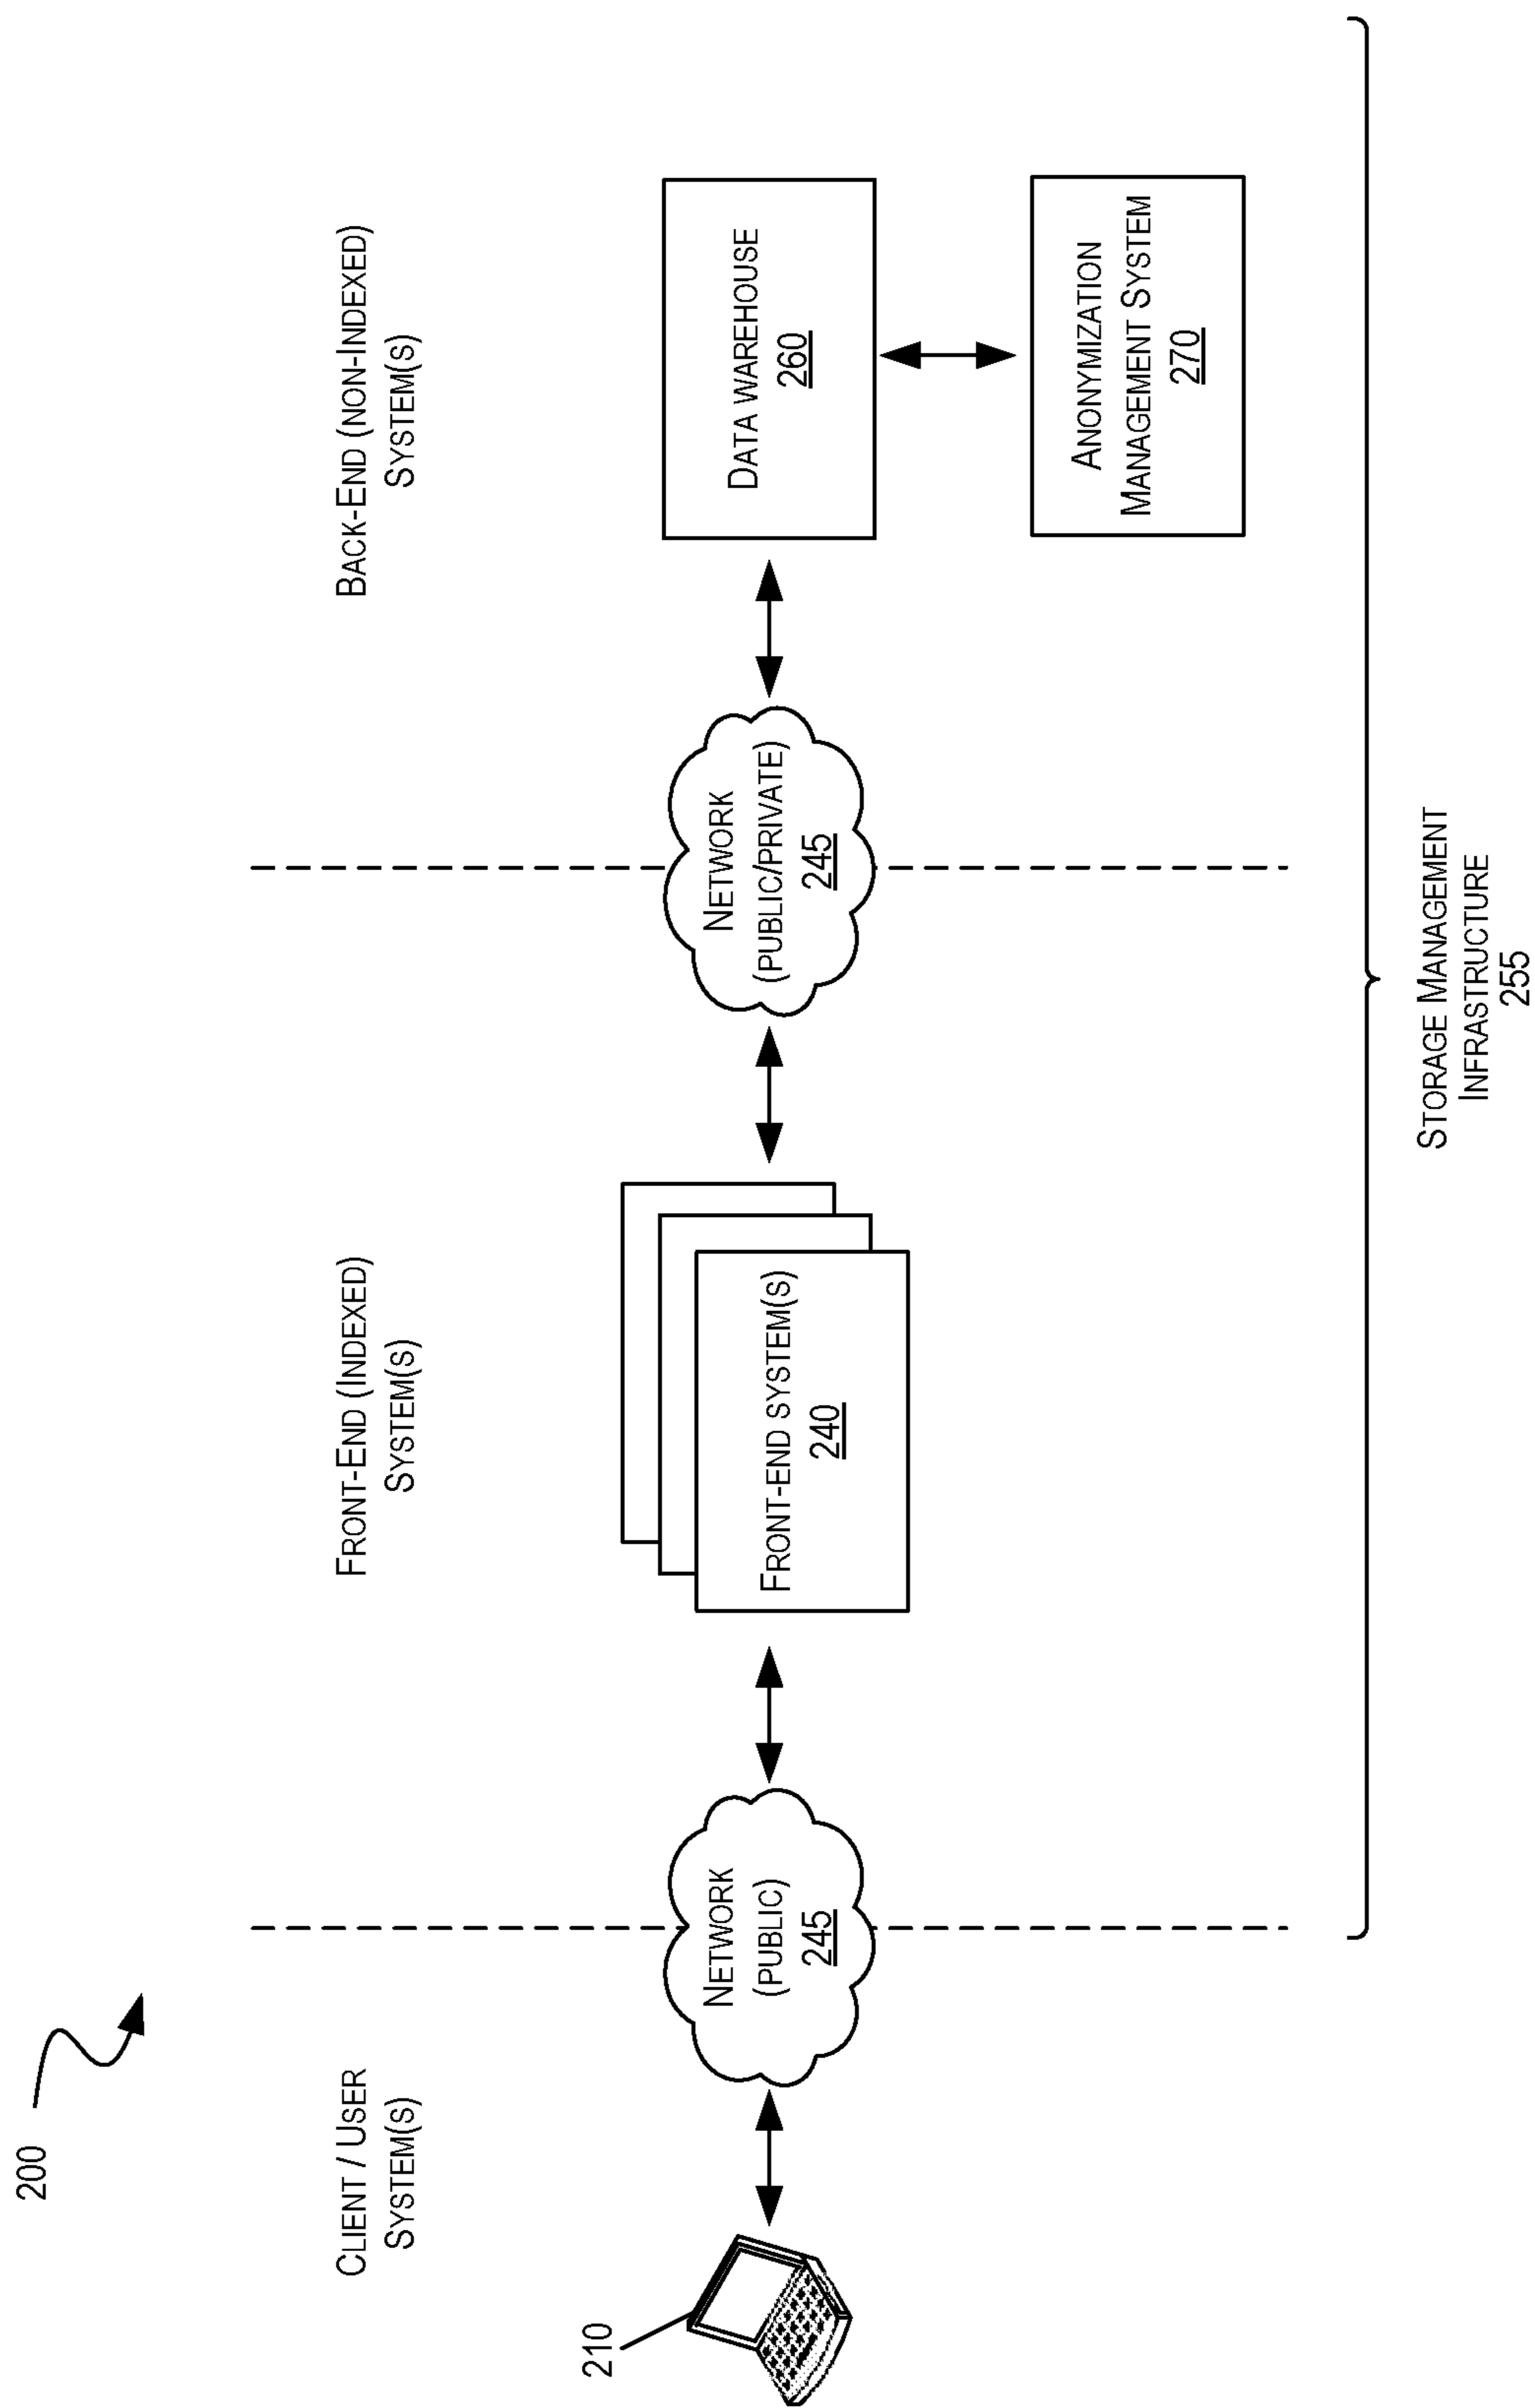 200
CLIENT / USER
SYSTEM(S)
FRONT-END (INDEXED)
SYSTEM(S)
BACK-END (NON-INDEXED)
SYSTEM(S)
210
NETWORK
(PUBLIC)
245
FRONT-END SYSTEM(S)
240
NETWORK
(PUBLIC/PRIVATE)
245
DATA WAREHOUSE
260
ANONYMIZATION
MANAGEMENT SYSTEM
270
STORAGE MANAGEMENT
INFRASTRUCTURE
255